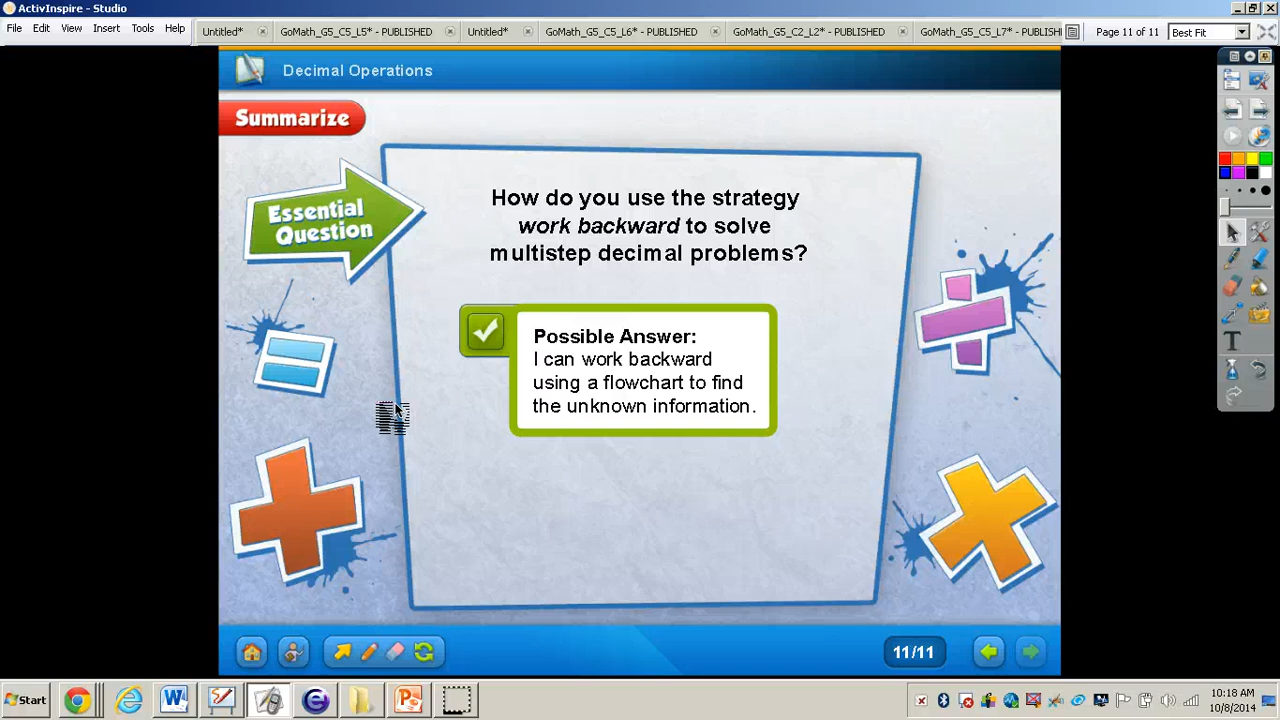 ActivInspire - Studio
File Edit View Insert Tools Help
Untitled* GoMath_G5_C5_L5* - PUBLISHED Untitled* GoMath_G5_C5_L6* - PUBLISHED GoMath_G5_C2_L2* - PUBLISHED GoMath_G5_C5_L7* - PUBLISH
Page 11 of 11 Best Fit
Decimal Operations
Summarize
Essential
Question
How do you use the strategy
work backward to solve
multistep decimal problems?
Possible Answer:
I can work backward
using a flowchart to find
the unknown information.
T
11/11
Start
10:18 AM
10/8/2014